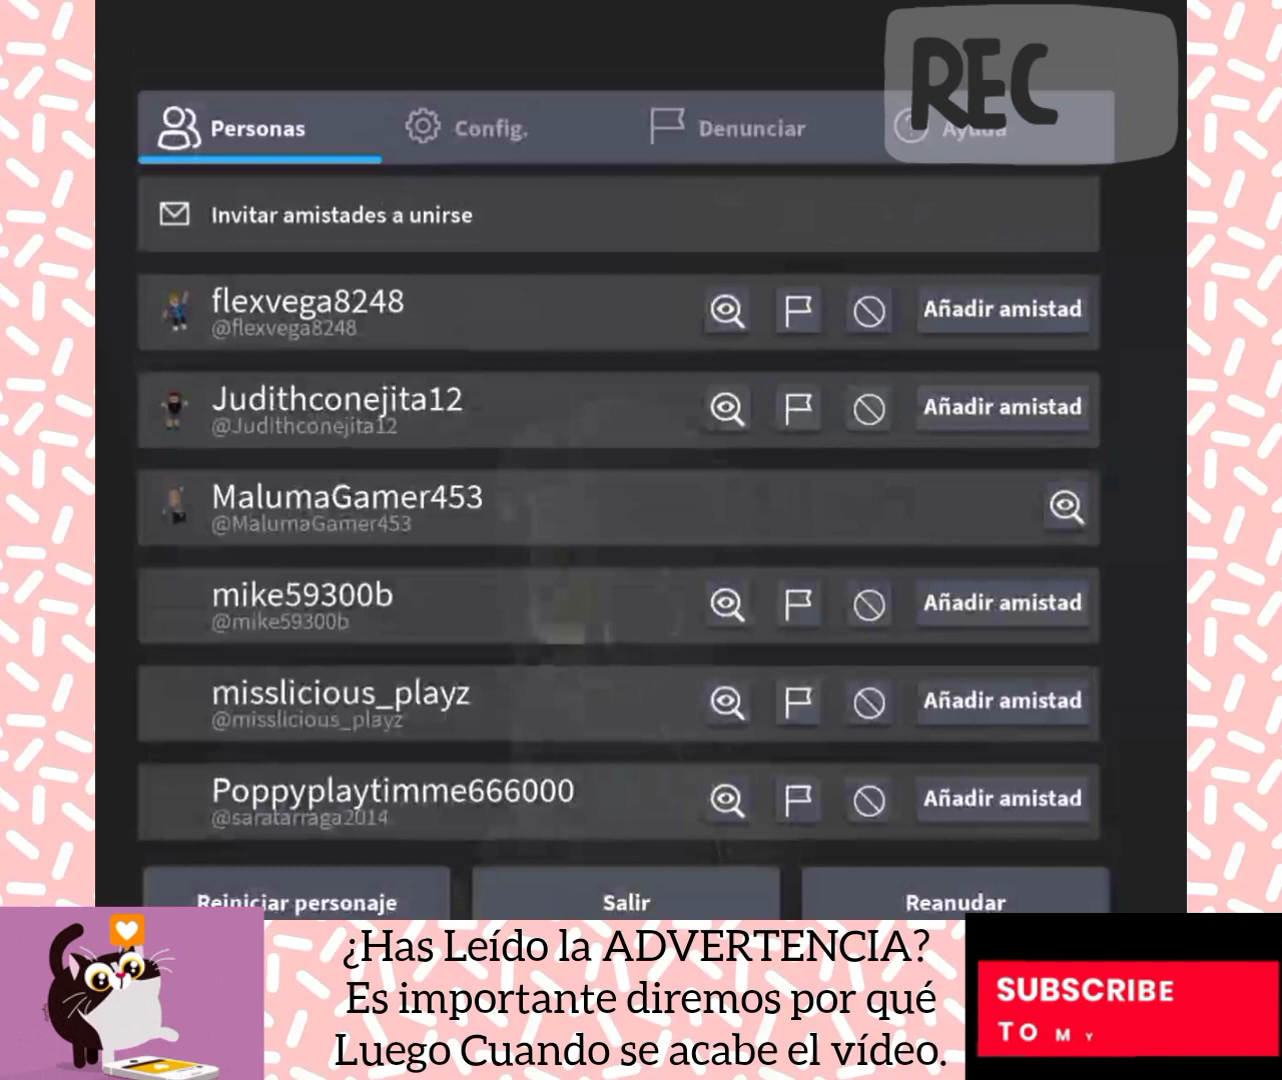 REC
Personas
Config.
Denunciar
Ayuda
Invitar amistades a unirse
flexvega8248
@flexvega8248
Añadir amistad
Judithconejita12
@Judithconejita12
Añadir amistad
MalumaGamer453
@MalumaGamer453
mike59300b
@mike59300b
Añadir amistad
misslicious_playz
@misslicious_playz
Añadir amistad
Poppyplaytimme666000
@saratarraga2014
Añadir amistad
Reiniciar personaje
Salir
Reanudar
¿Has Leído la ADVERTENCIA?
Es importante diremos por qué
Luego Cuando se acabe el vídeo.
SUBSCRIBE
TO MY